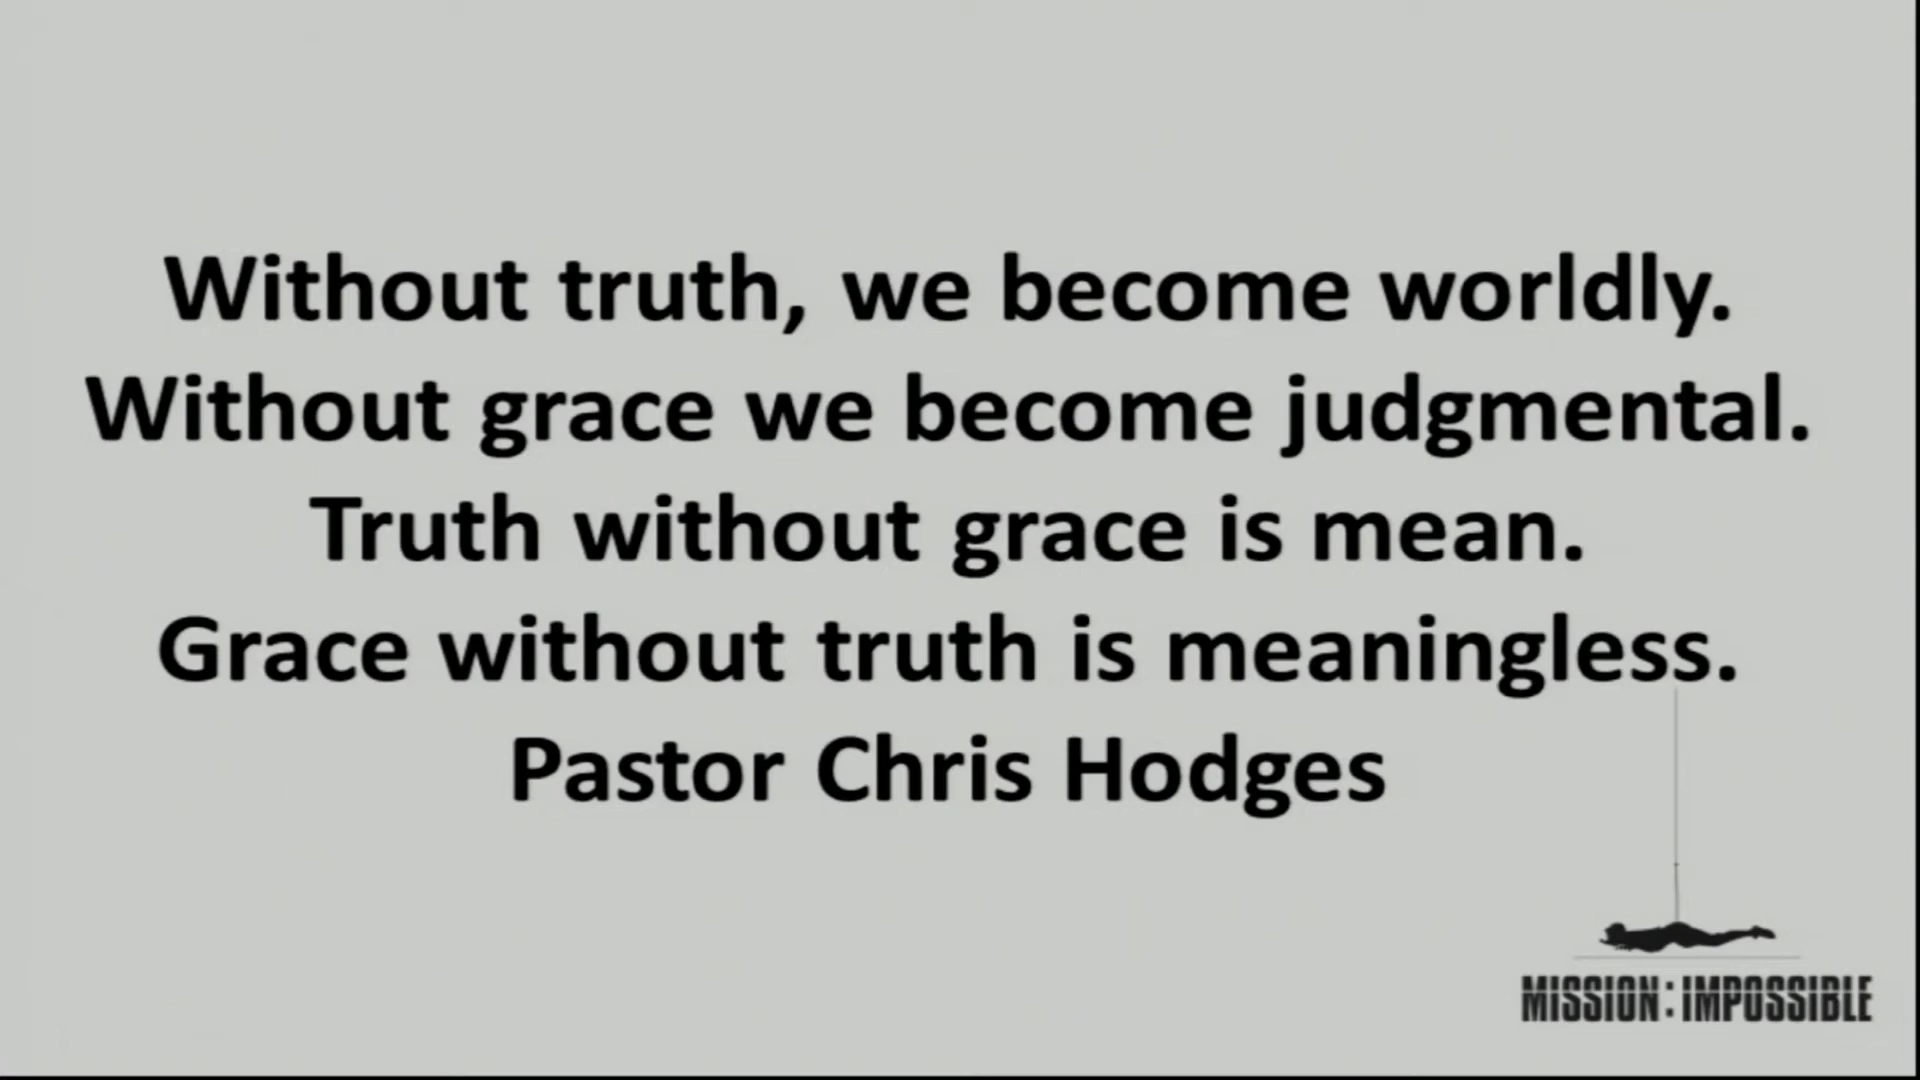 Without truth, we become worldly.
Without grace we become judgmental.
Truth without grace is mean.
Grace without truth is meaningless.
Pastor Chris Hodges
MISSION : IMPOSSIBLE